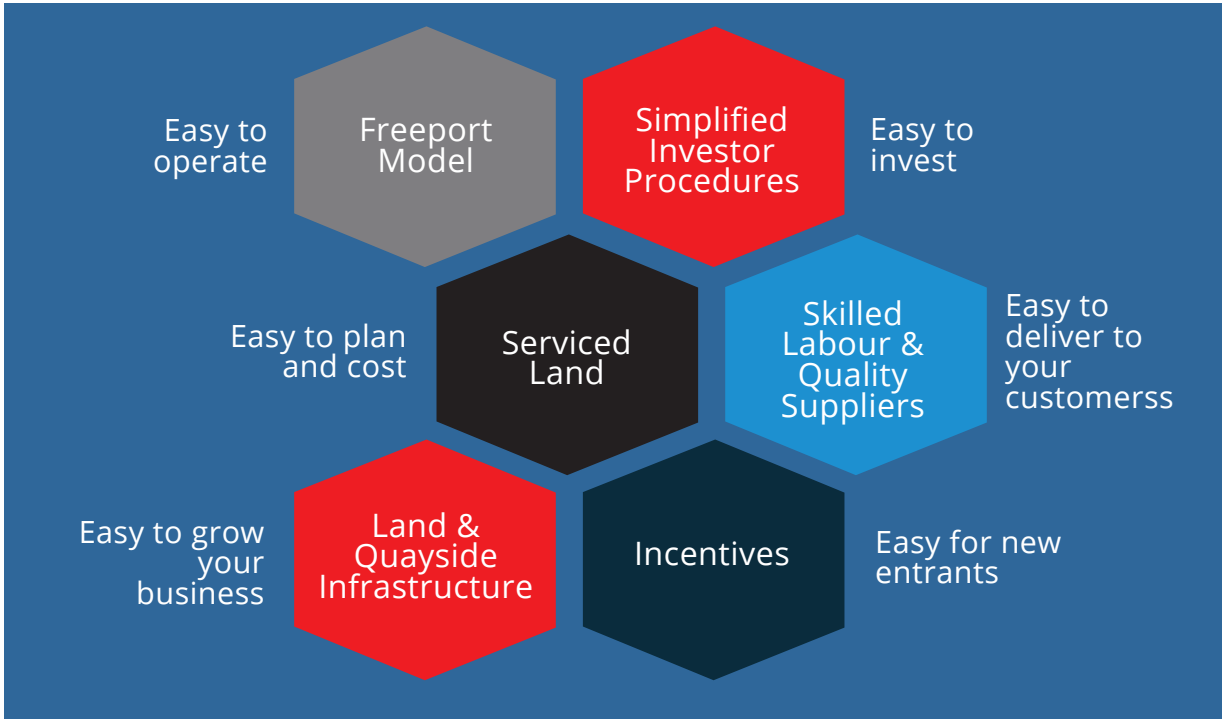 Easy to
operate
Freeport
Model
Simplified
Investor
Procedures
Easy to
invest
Easy to plan
and cost
Serviced
Land
Skilled
Labour &
Quality
Suppliers
Easy to
deliver to
your
customerss
Easy to grow
your
business
Land &
Quayside
Infrastructure
Incentives
Easy for new
entrants